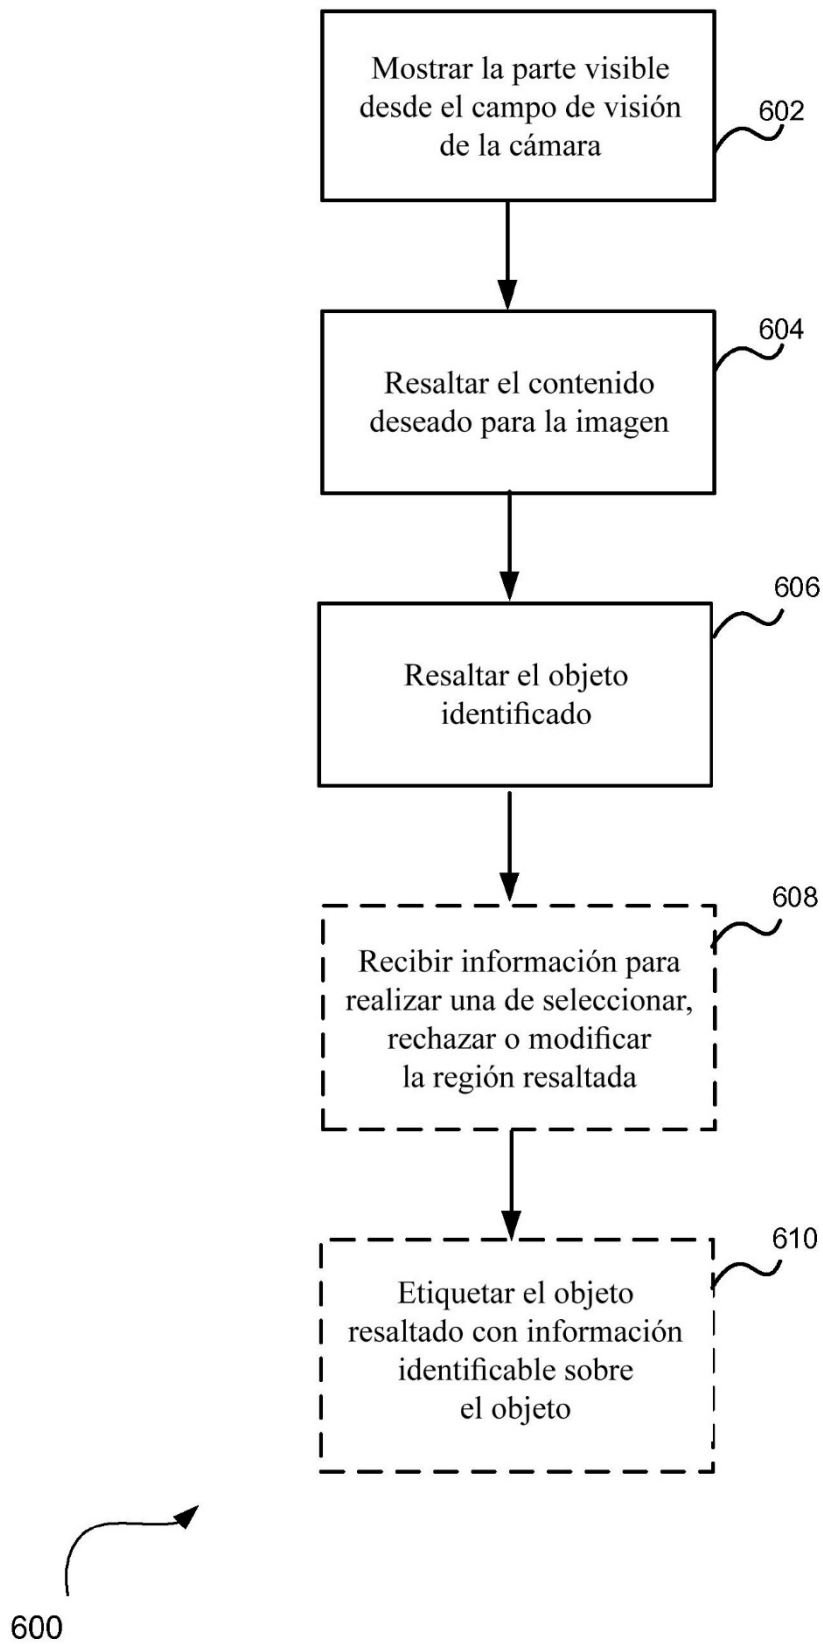 Mostrar la parte visible
desde el campo de visión
de la cámara
602
Resaltar el contenido
deseado para la imagen
604
Resaltar el objeto
identificado
606
Recibir información para
realizar una de seleccionar,
rechazar o modificar
la región resaltada
608
Etiquetar el objeto
resaltado con información
identificable sobre
el objeto
610
600